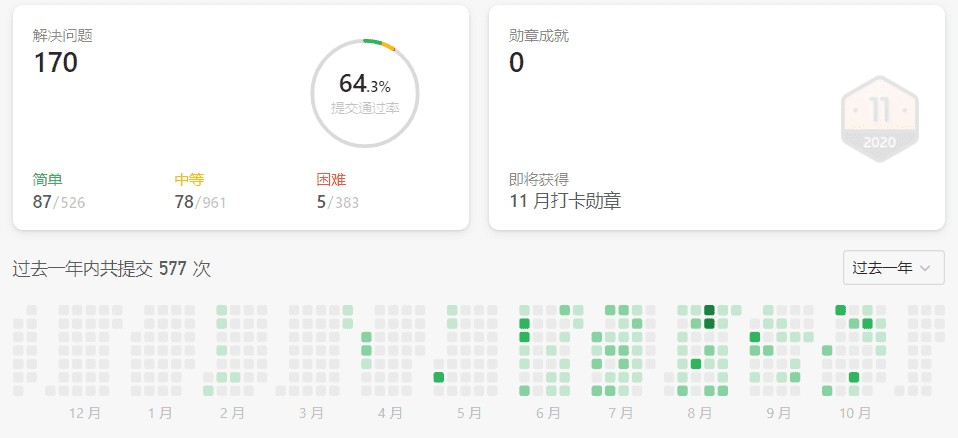 解决问题
170
64.3%
提交通过率
简单
87/526
中等
78/961
困难
5/383
勋章成就
0
11
2020
即将获得
11 月打卡勋章
过去一年内共提交 577 次
过去一年
12 月 1 月 2 月 3 月 4 月 5 月 6 月 7 月 8 月 9 月 10 月